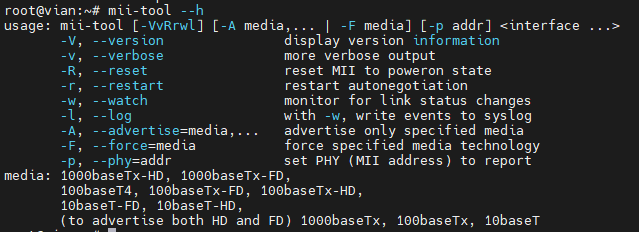 root@vian:~# mii-tool --h
usage: mii-tool [-VvRrwl] [-A media,... | -F media] [-p addr] <interface ...>
-V, --version display version information
-v, --verbose more verbose output
-R, --reset reset MII to poweron state
-r, --restart restart autonegotiation
-w, --watch monitor for link status changes
-l, --log with -w, write events to syslog
-A, --advertise=media,... advertise only specified media
-F, --force=media force specified media technology
-p, --phy=addr set PHY (MII address) to report
media: 1000baseTx-HD, 1000baseTx-FD,
100baseT4, 100baseTx-FD, 100baseTx-HD,
10baseT-FD, 10baseT-HD,
(to advertise both HD and FD) 1000baseTx, 100baseTx, 10baseT